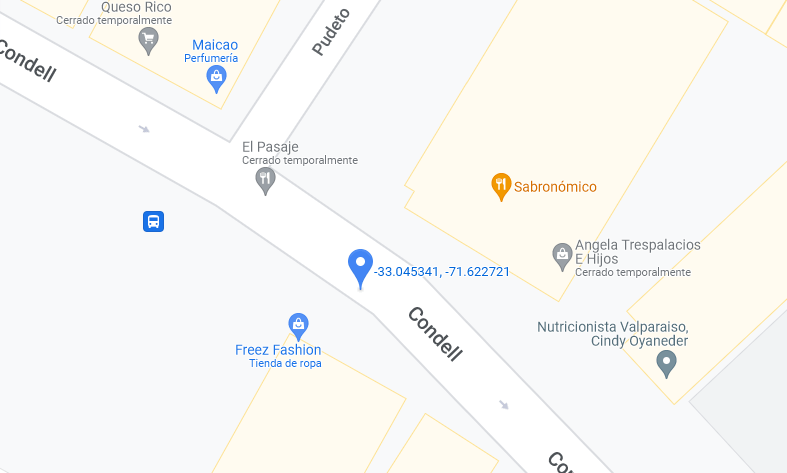 Queso Rico
Cerrado temporalmente
Maicao
Perfumería
Pudeto
Condell
El Pasaje
Cerrado temporalmente
Sabronómico
Angela Trespalacios
E Hijos
Cerrado temporalmente
-33.045341, -71.622721
Condell
Nutricionista Valparaiso,
Cindy Oyaneder
Freez Fashion
Tienda de ropa
Co